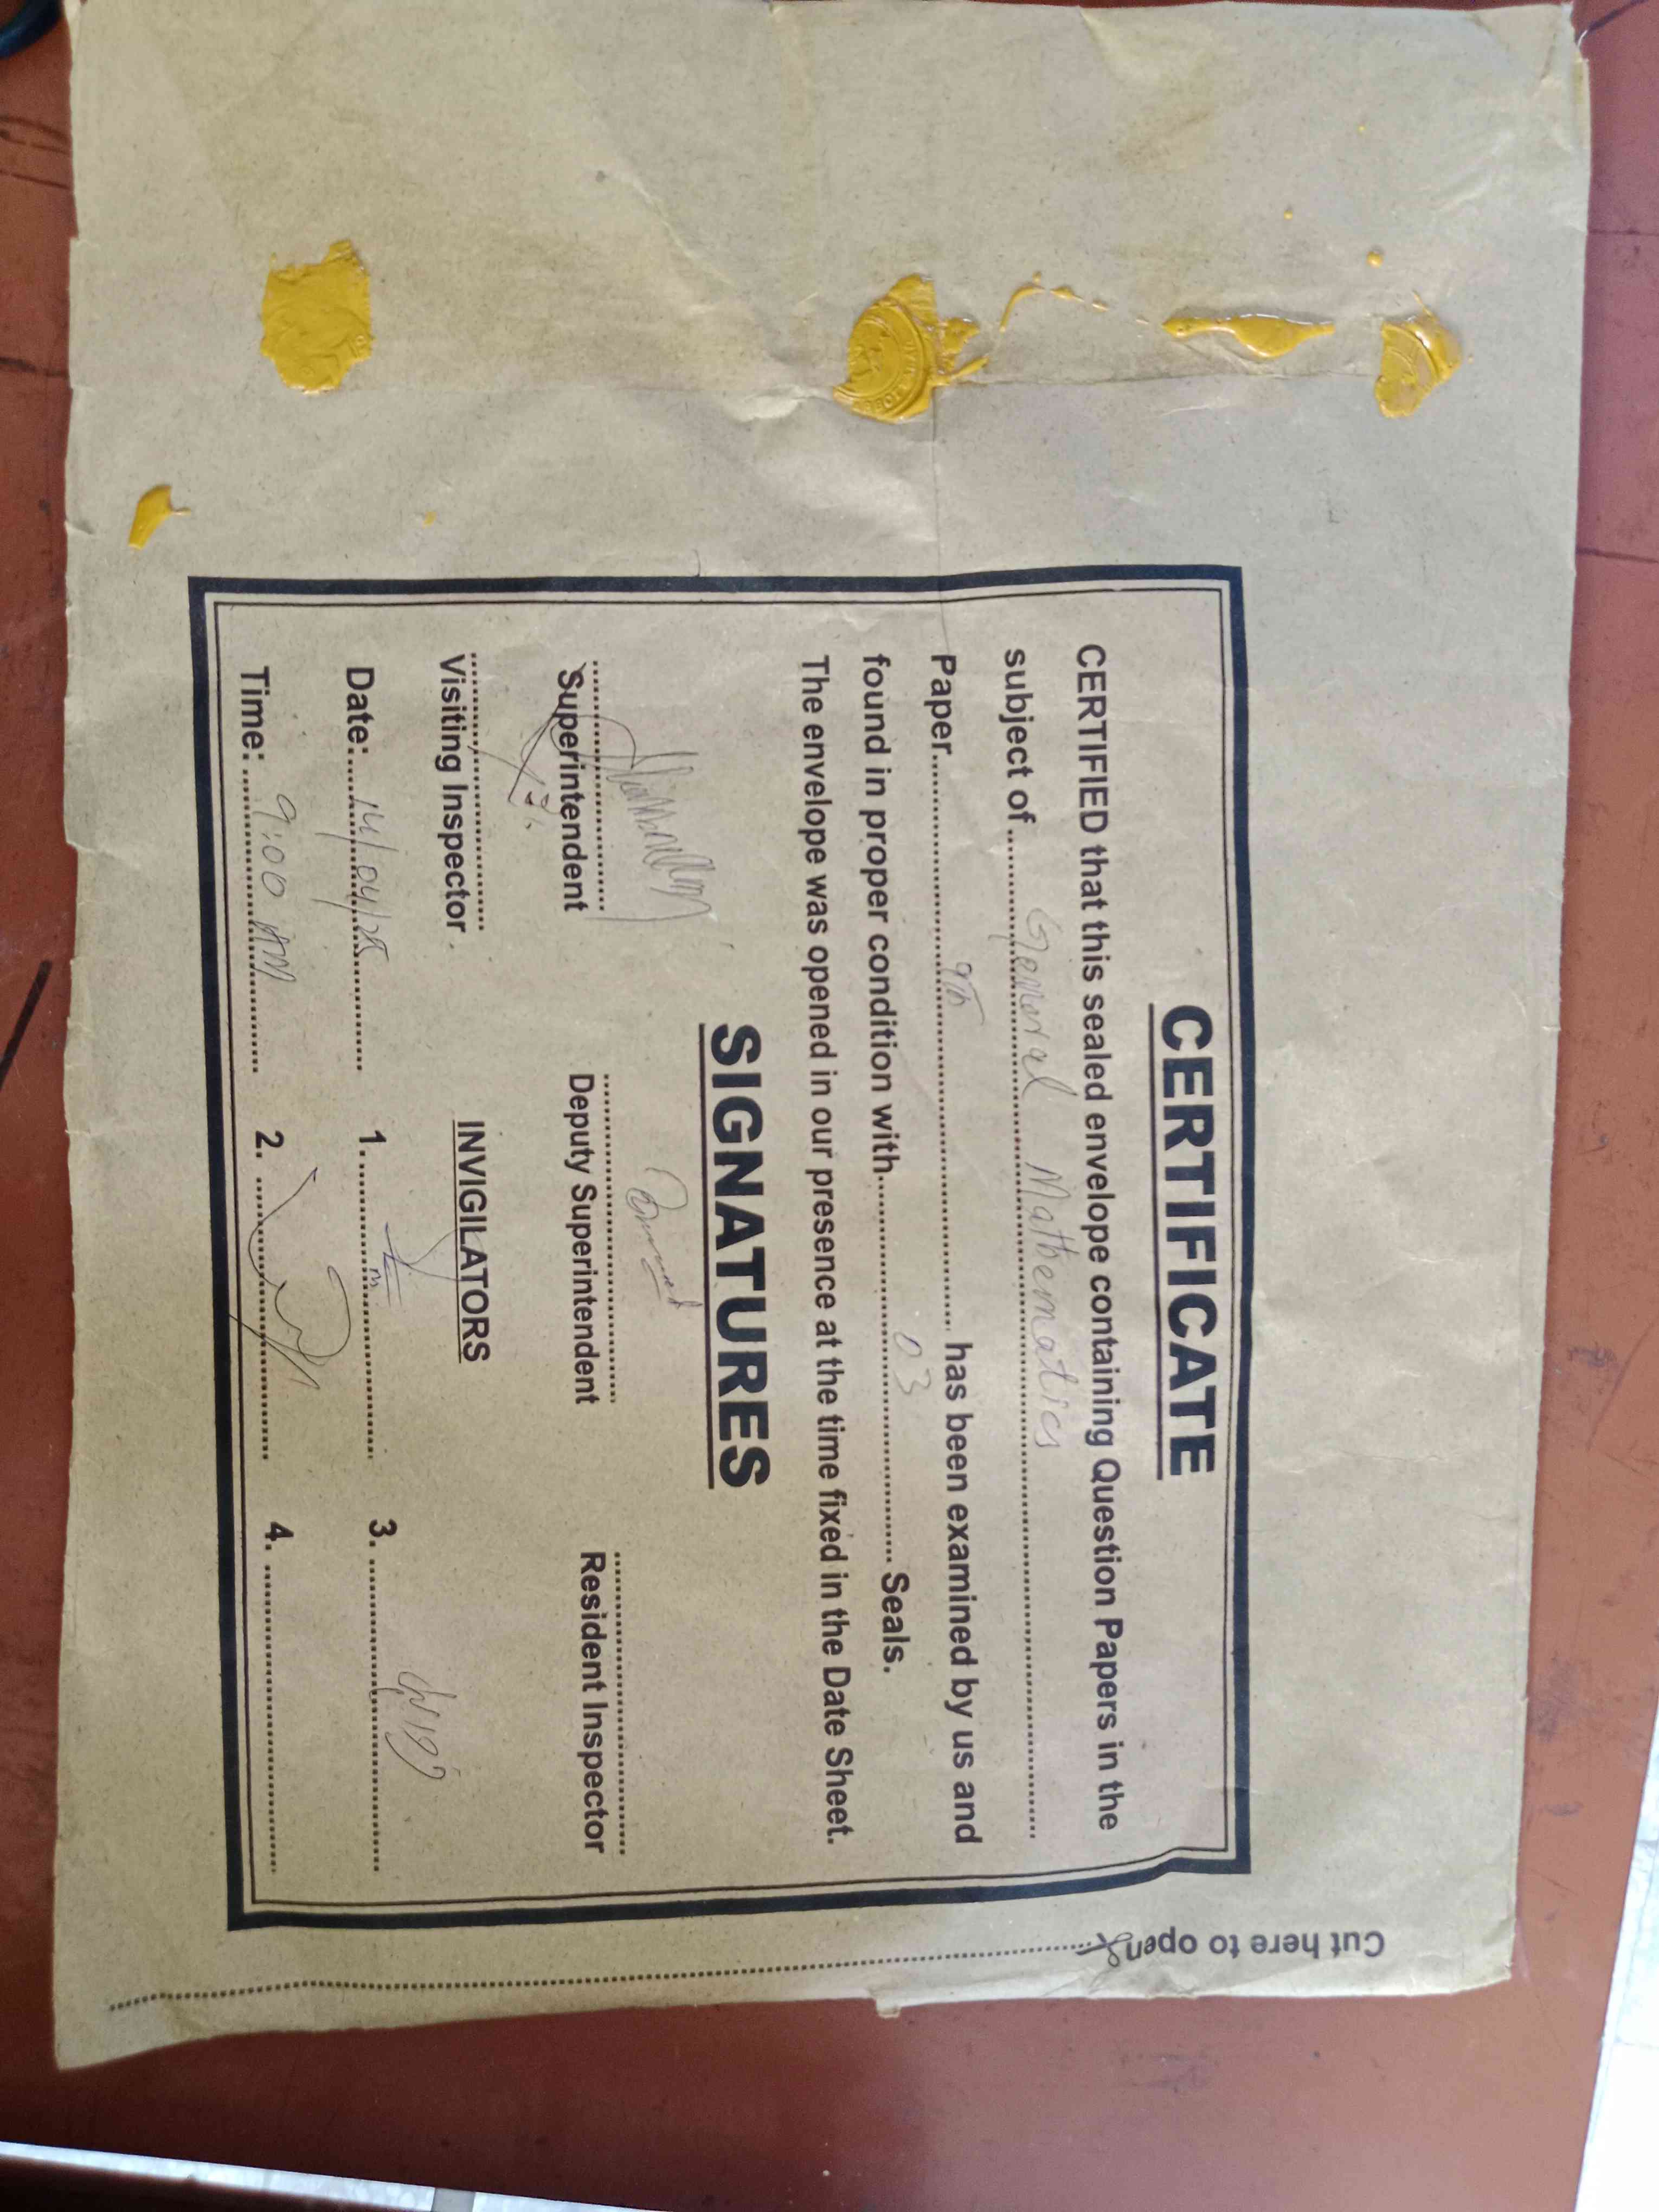 CERTIFICATE
CERTIFIED that this sealed envelope containing Question Papers in the
subject of General Mathematics
Paper 9th has been examined by us and
found in proper condition with 03 Seals.
The envelope was opened in our presence at the time fixed in the Date Sheet.
SIGNATURES
Superintendent Deputy Superintendent Resident Inspector
Visiting Inspector INVIGILATORS
Date: 14/04/25 1. 3.
Time: 9:00 AM 2. 4.
Cut here to open